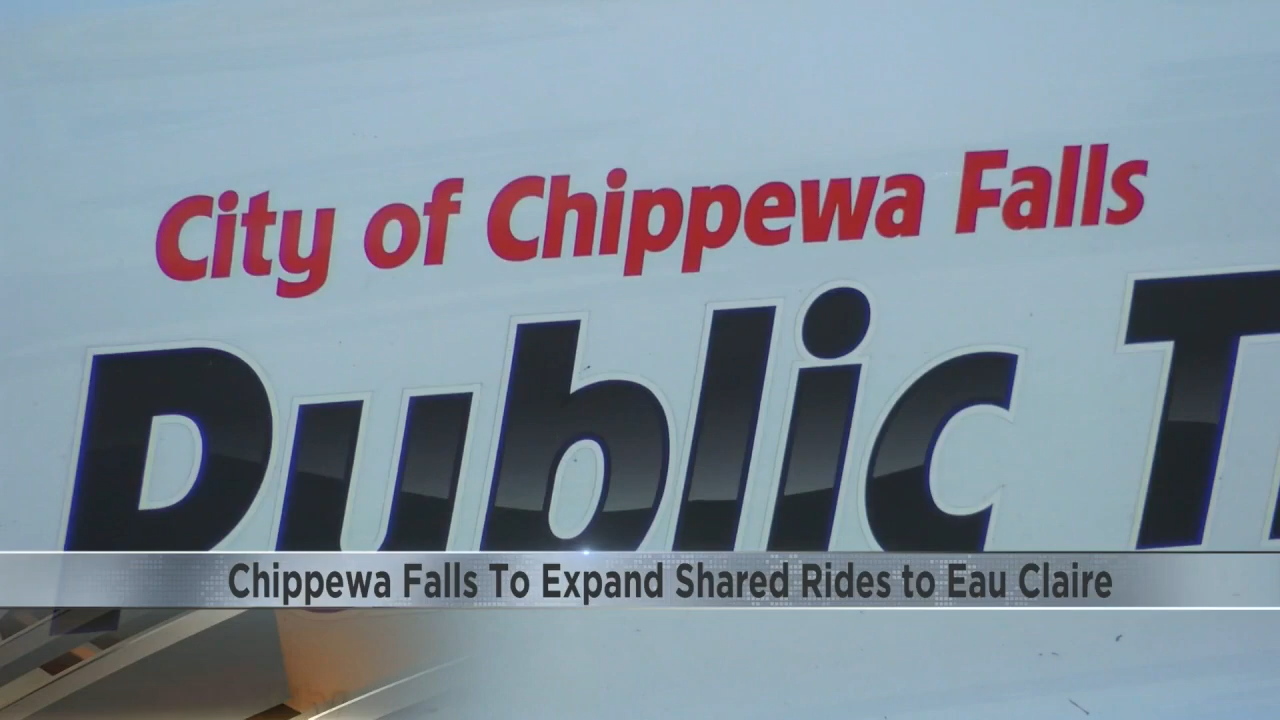 City of Chippewa Falls
Public T
Chippewa Falls To Expand Shared Rides to Eau Claire